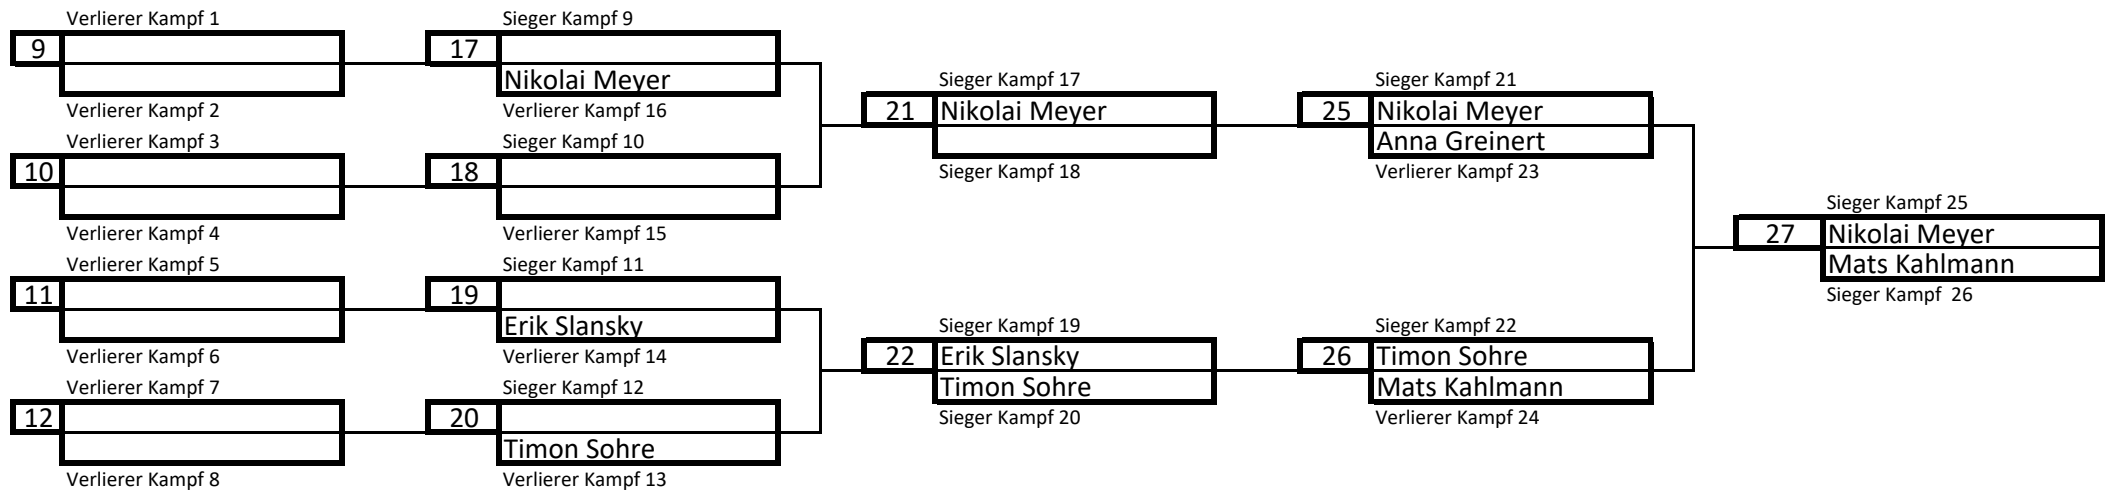 Verlierer Kampf 1
9
Verlierer Kampf 2
Verlierer Kampf 3
10
Verlierer Kampf 4
Verlierer Kampf 5
11
Verlierer Kampf 6
Verlierer Kampf 7
12
Verlierer Kampf 8
Sieger Kampf 9
17
Nikolai Meyer
Verlierer Kampf 16
Sieger Kampf 10
18
Verlierer Kampf 15
Sieger Kampf 11
19
Erik Slansky
Verlierer Kampf 14
Sieger Kampf 12
20
Timon Sohre
Verlierer Kampf 13
Sieger Kampf 17
21 Nikolai Meyer
Sieger Kampf 18
Sieger Kampf 19
22 Erik Slansky
Timon Sohre
Sieger Kampf 20
Sieger Kampf 21
25 Nikolai Meyer
Anna Greinert
Verlierer Kampf 23
Sieger Kampf 22
26 Timon Sohre
Mats Kahlmann
Verlierer Kampf 24
Sieger Kampf 25
27 Nikolai Meyer
Mats Kahlmann
Sieger Kampf 26